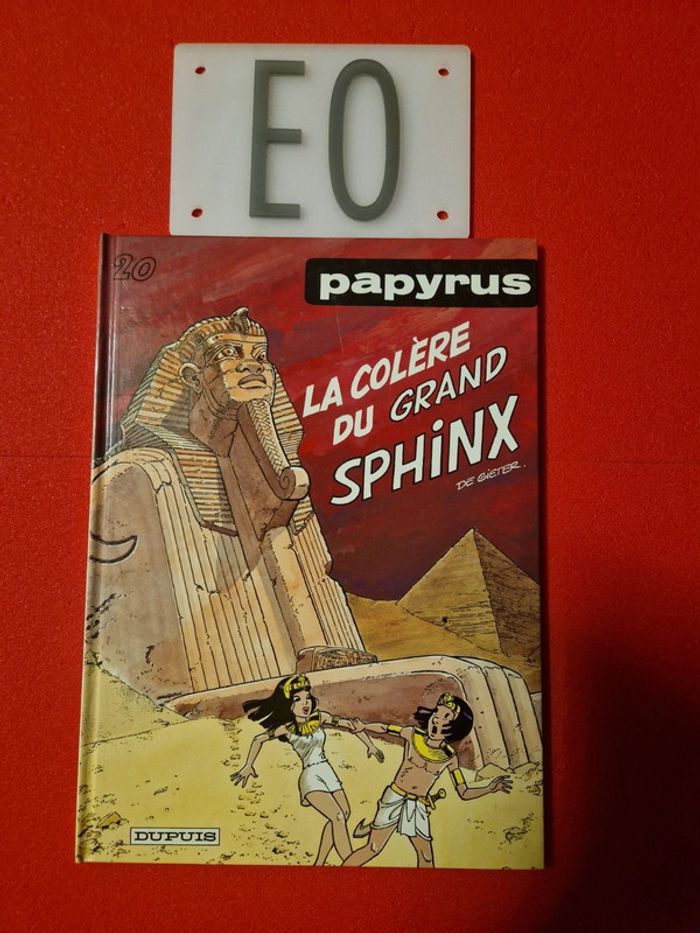 EO
20
papyrus
LA COLÈRE
DU GRAND
SPHiNX
DE GIETER.
DUPUIS